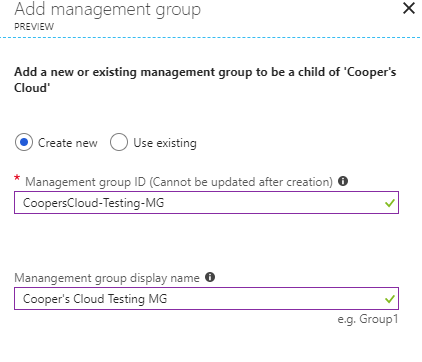 Add management group
PREVIEW
Add a new or existing management group to be a child of 'Cooper's
Cloud'
Create new Use existing
* Management group ID (Cannot be updated after creation)
CoopersCloud-Testing-MG
Manangement group display name
Cooper's Cloud Testing MG
e.g. Group1